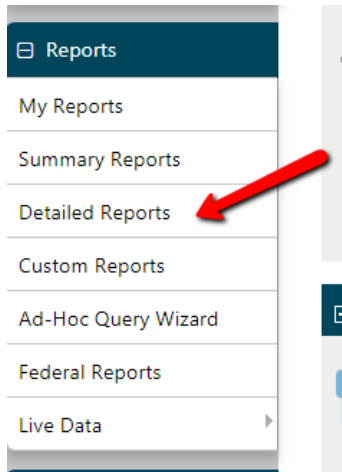 Reports
My Reports
Summary Reports
Detailed Reports
Custom Reports
Ad-Hoc Query Wizard
Federal Reports
Live Data